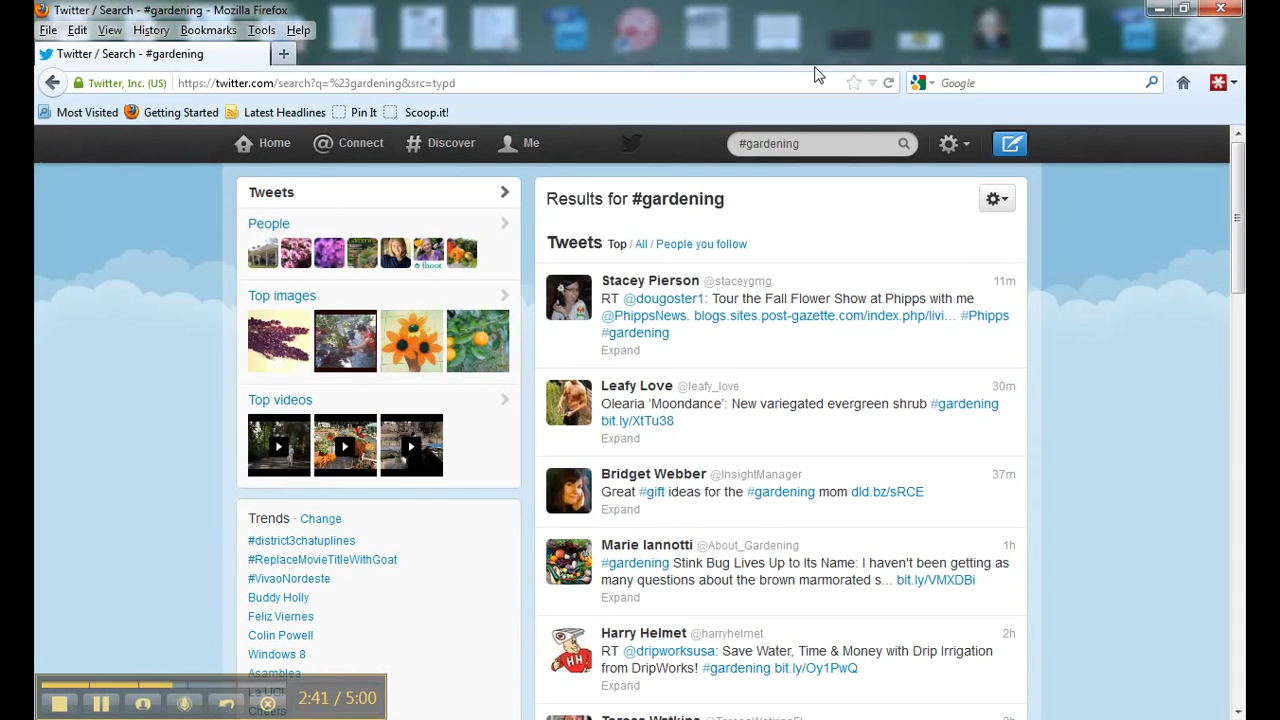 Twitter / Search - #gardening - Mozilla Firefox
File Edit View History Bookmarks Tools Help
Twitter / Search - #gardening
Twitter, Inc. (US) https://twitter.com/search?q=%23gardening&src=typd Google
Most Visited Getting Started Latest Headlines Pin It Scoop.it!
Home Connect Discover Me #gardening
Tweets
People
Top images
Top videos
Trends · Change
#district3chatuplines
#ReplaceMovieTitleWithGoat
#VivaoNordeste
Buddy Holly
Feliz Viernes
Colin Powell
Windows 8
Asamblea
La UCI
Cheers
2:41 / 5:00
Results for #gardening
Tweets Top / All / People you follow
Stacey Pierson @staceygmg 11m
RT @dougoster1: Tour the Fall Flower Show at Phipps with me
@PhippsNews. blogs.sites.post-gazette.com/index.php/livi... #Phipps
#gardening
Expand
Leafy Love @leafy_love 30m
Olearia ‘Moondance’: New variegated evergreen shrub #gardening
bit.ly/XtTu38
Expand
Bridget Webber @InsightManager 37m
Great #gift ideas for the #gardening mom dld.bz/sRCE
Expand
Marie Iannotti @About_Gardening 1h
#gardening Stink Bug Lives Up to Its Name: I haven't been getting as
many questions about the brown marmorated s... bit.ly/VMXDBi
Expand
Harry Helmet @harryhelmet 2h
RT @dripworksusa: Save Water, Time & Money with Drip Irrigation
from DripWorks! #gardening bit.ly/Oy1PwQ
Expand
Teresa Watkins @TeresaWatkinsFL 2h